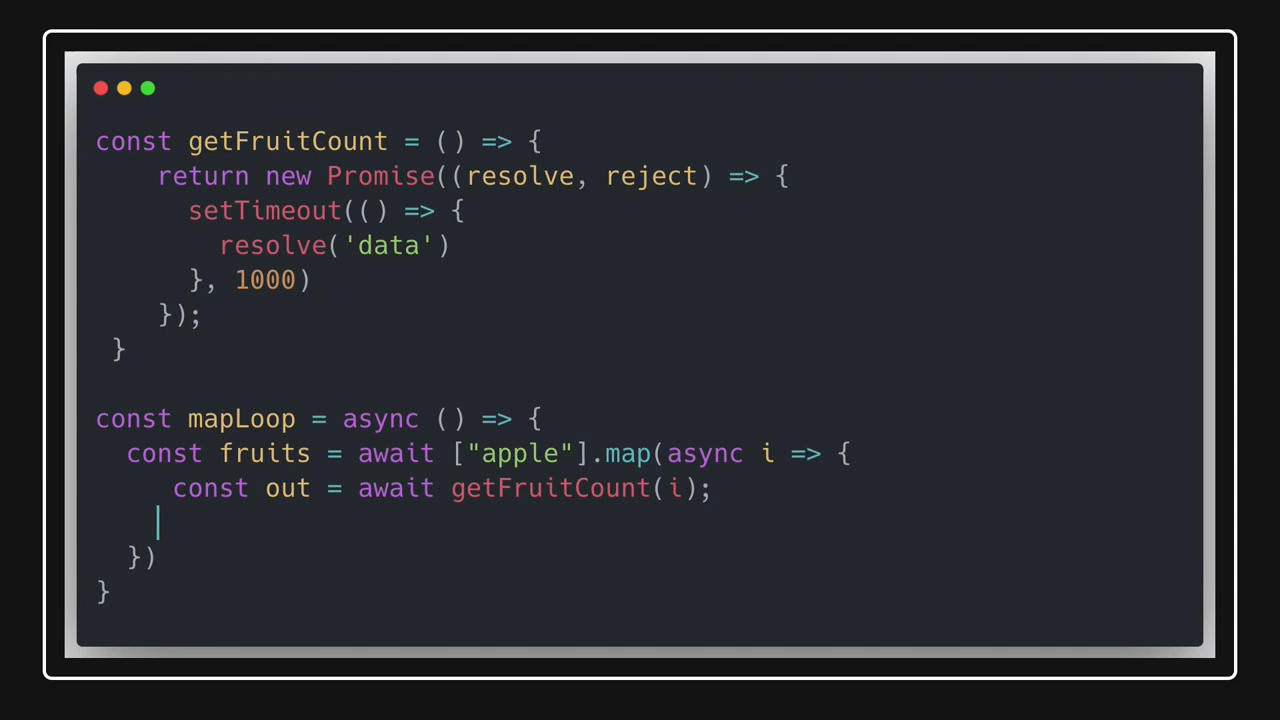 const getFruitCount = () => {
    return new Promise((resolve, reject) => {
      setTimeout(() => {
        resolve('data')
      }, 1000)
    });
 }

const mapLoop = async () => {
  const fruits = await ["apple"].map(async i => {
     const out = await getFruitCount(i);

  })
}